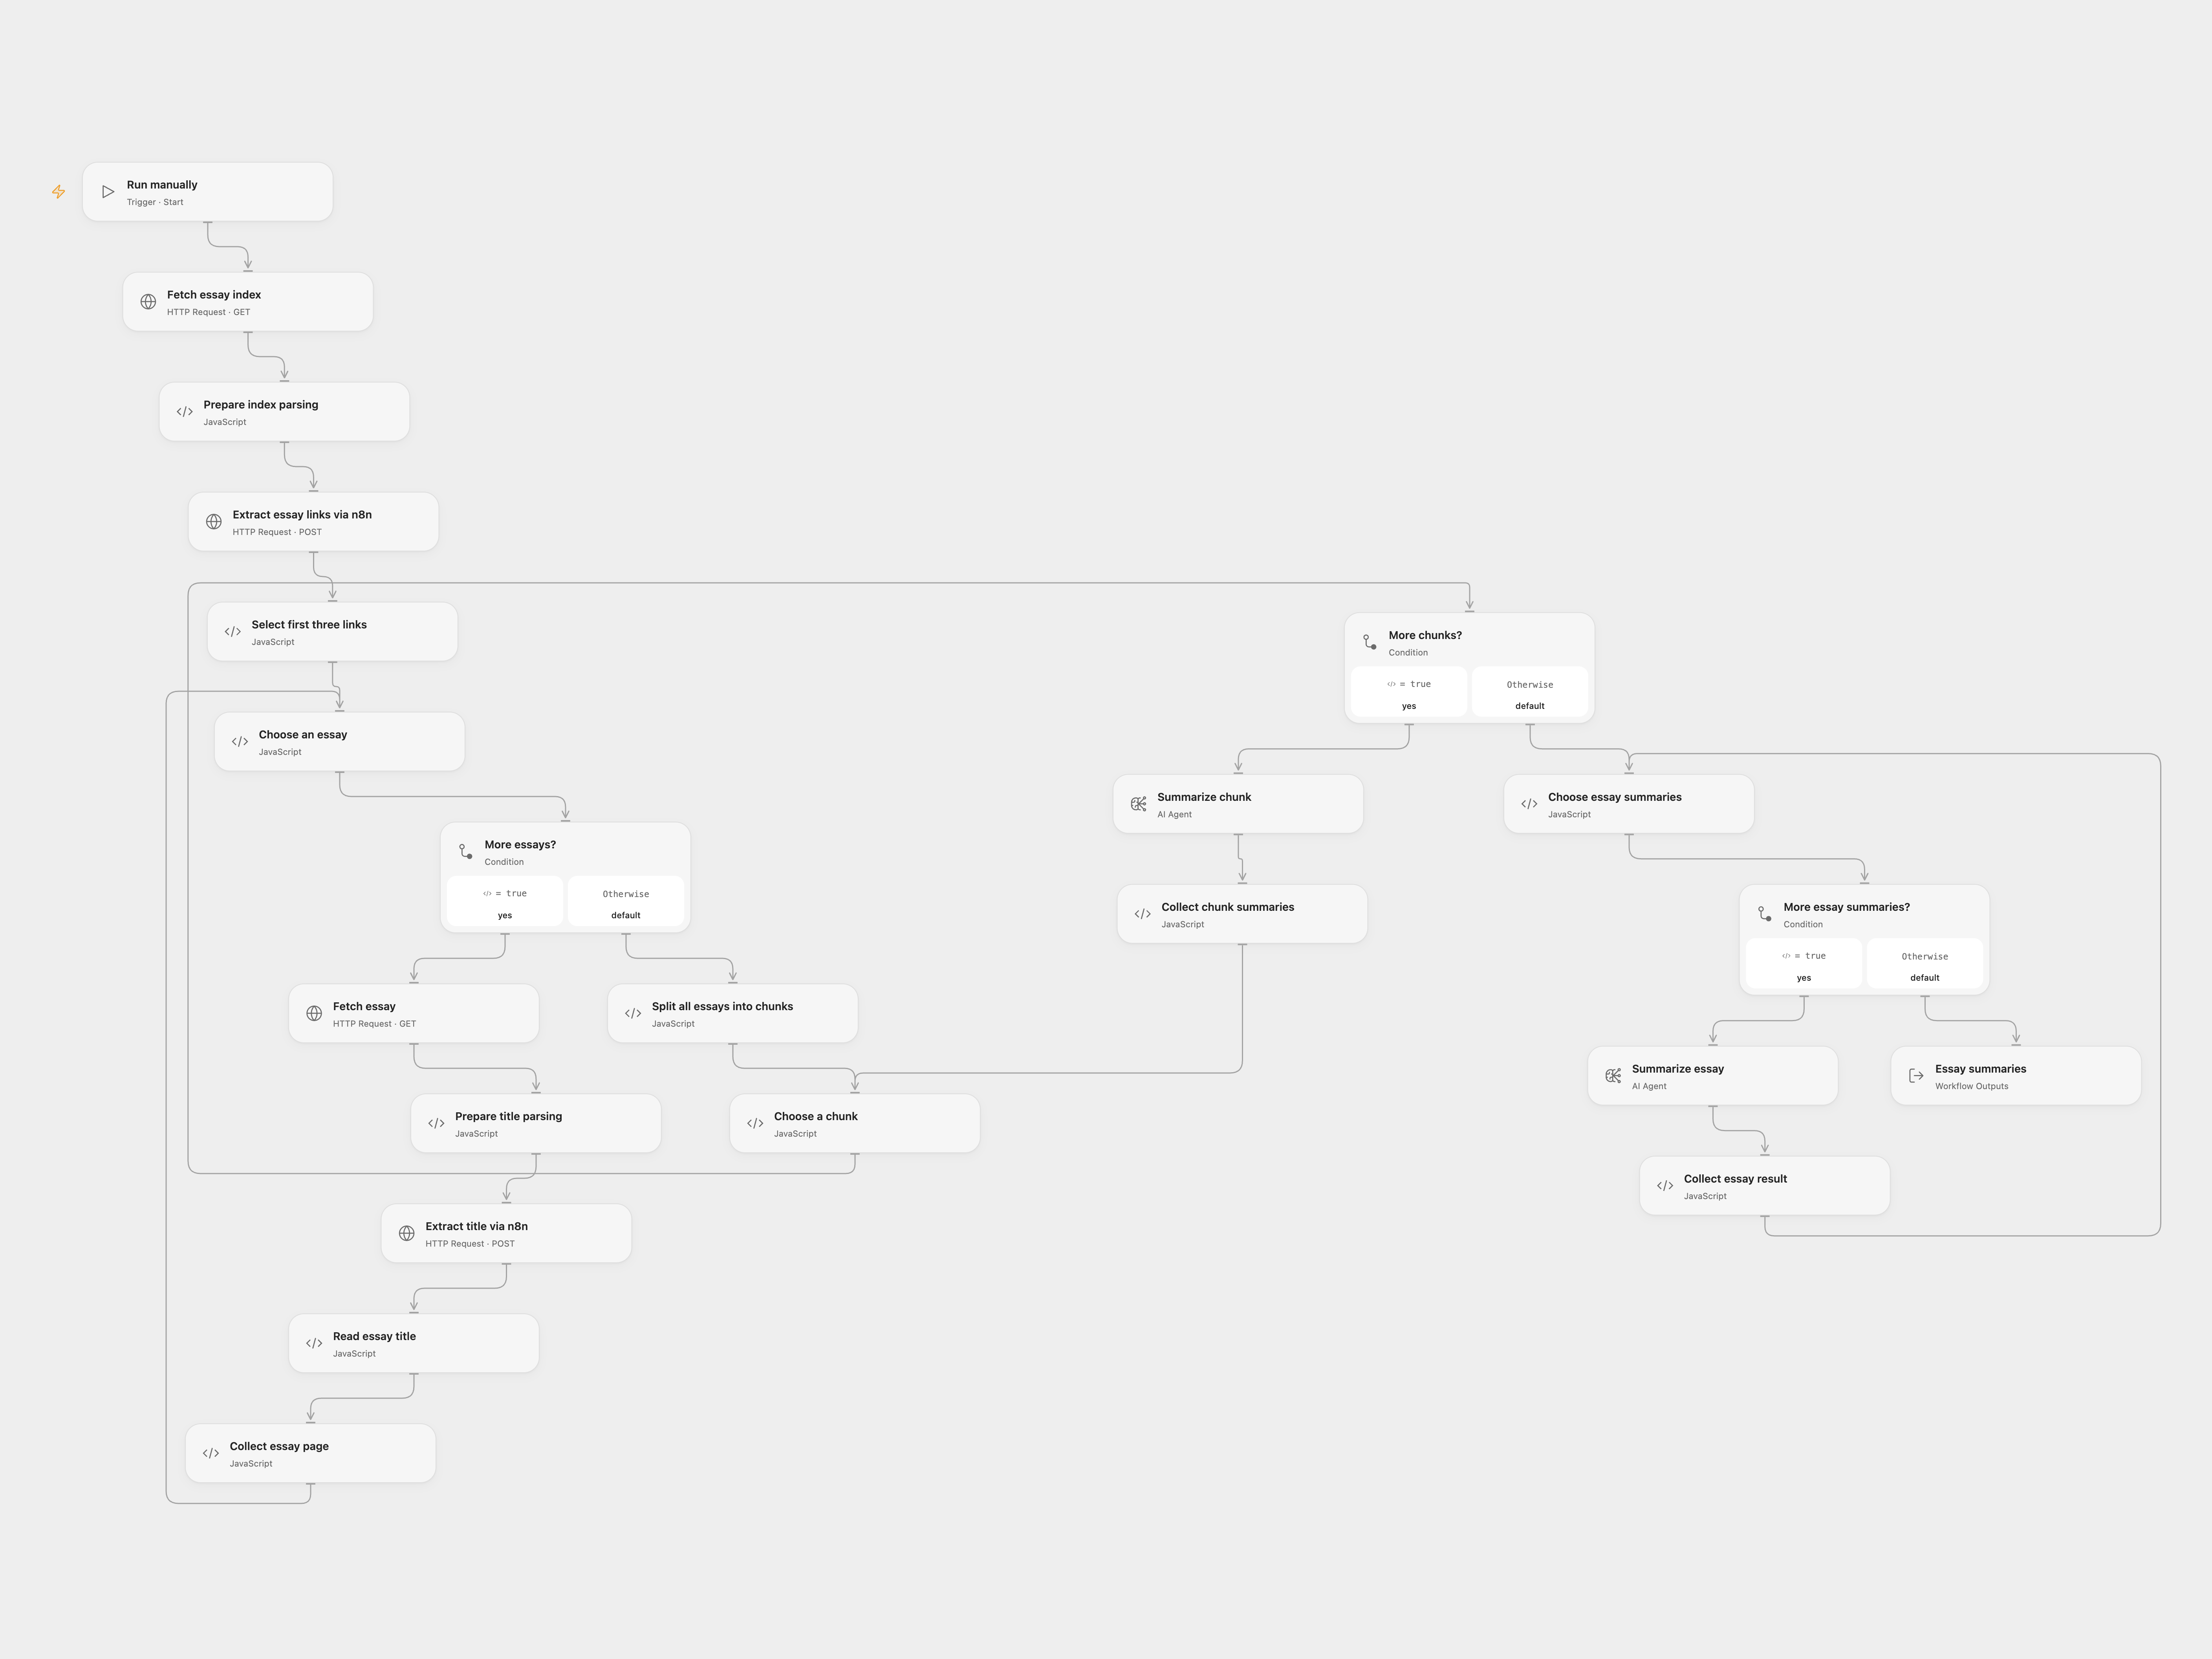 Run manually
Trigger · Start
Fetch essay index
HTTP Request · GET
Prepare index parsing
JavaScript
Extract essay links via n8n
HTTP Request · POST
Select first three links
JavaScript
Choose an essay
JavaScript
More essays?
Condition
</> = true
yes
Otherwise
default
Fetch essay
HTTP Request · GET
Split all essays into chunks
JavaScript
Prepare title parsing
JavaScript
Choose a chunk
JavaScript
Extract title via n8n
HTTP Request · POST
Read essay title
JavaScript
Collect essay page
JavaScript
More chunks?
Condition
</> = true
yes
Otherwise
default
Summarize chunk
AI Agent
Collect chunk summaries
JavaScript
Choose essay summaries
JavaScript
More essay summaries?
Condition
</> = true
yes
Otherwise
default
Summarize essay
AI Agent
Essay summaries
Workflow Outputs
Collect essay result
JavaScript